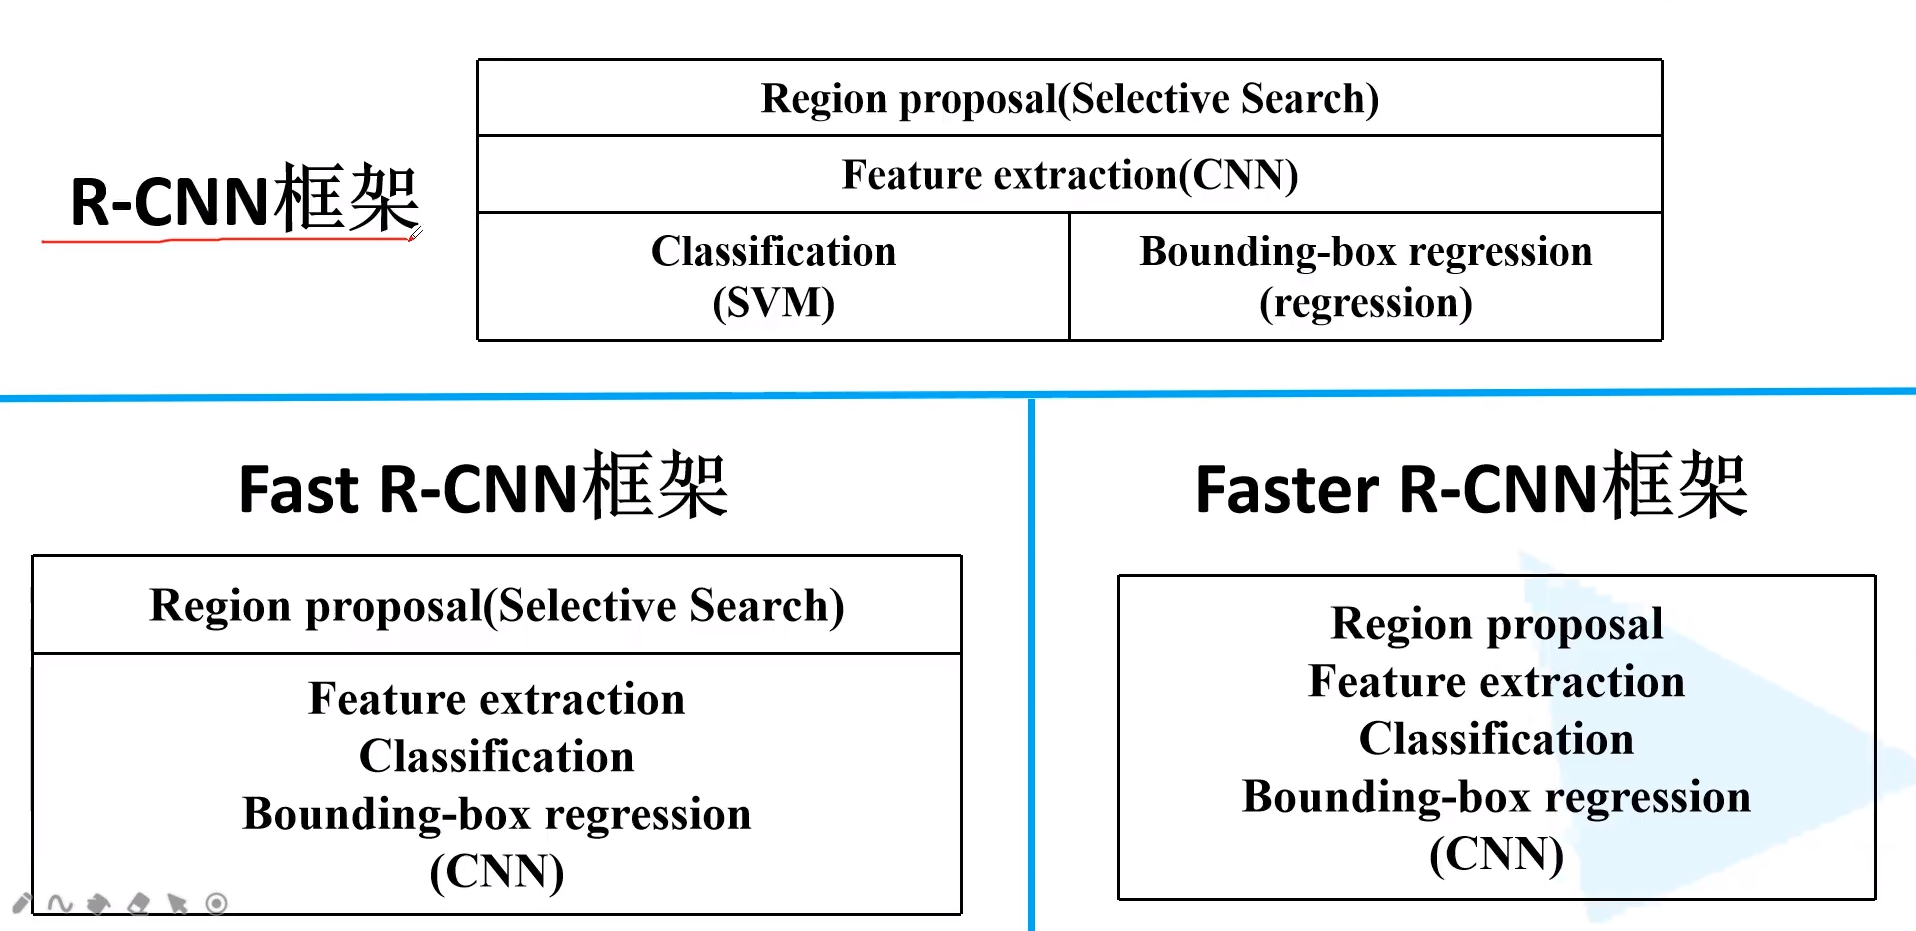 R-CNN框架
Region proposal(Selective Search)
Feature extraction(CNN)
Classification
(SVM)
Bounding-box regression
(regression)
Fast R-CNN框架
Region proposal(Selective Search)
Feature extraction
Classification
Bounding-box regression
(CNN)
Faster R-CNN框架
Region proposal
Feature extraction
Classification
Bounding-box regression
(CNN)